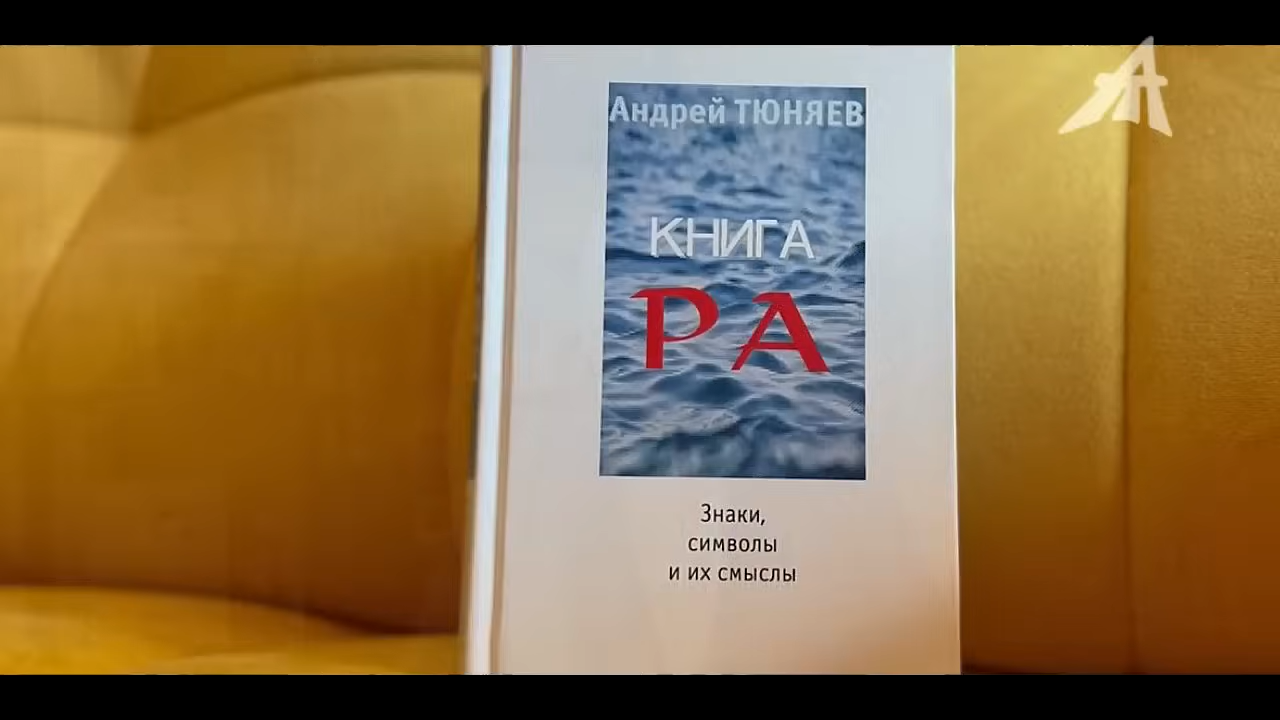 Андрей ТЮНЯЕВ
КНИГА
РА
Знаки,
символы
и их смыслы